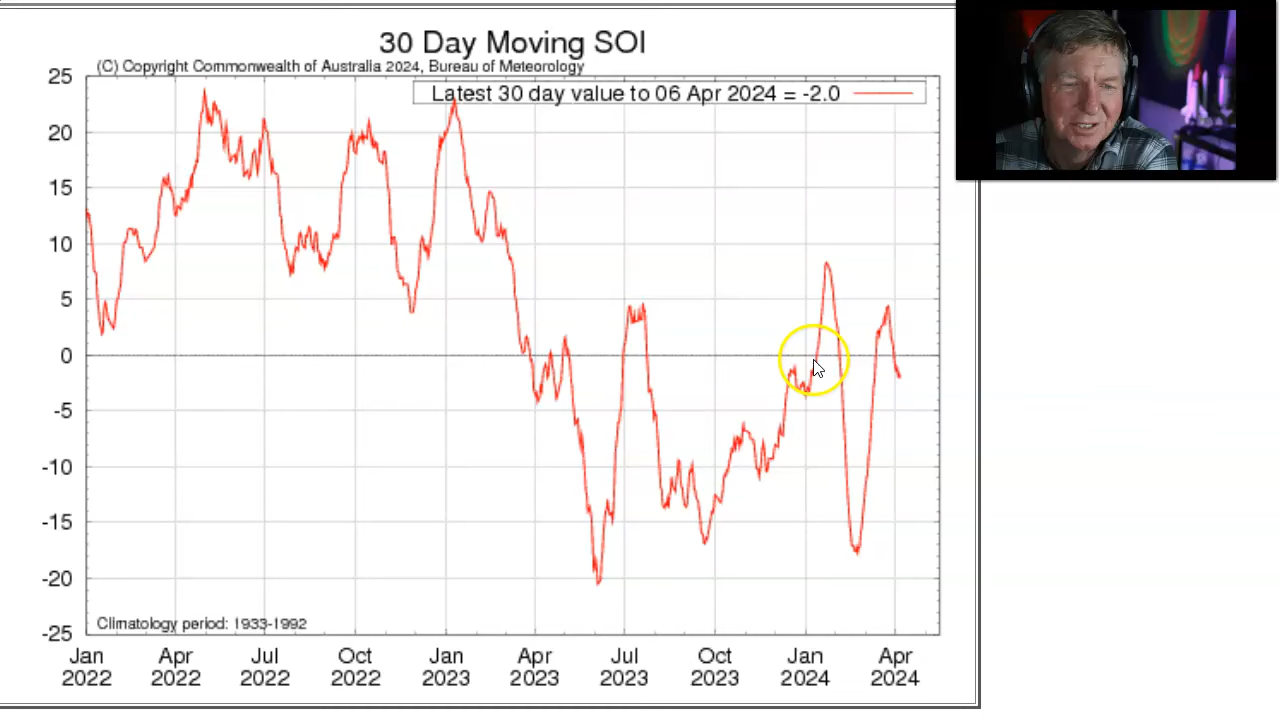 30 Day Moving SOI
(C) Copyright Commonwealth of Australia 2024, Bureau of Meteorology
Latest 30 day value to 06 Apr 2024 = -2.0
25
20
15
10
5
0
-5
-10
-15
-20
-25
Climatology period: 1933-1992
Jan Apr Jul Oct Jan Apr Jul Oct Jan Apr
2022 2022 2022 2022 2023 2023 2023 2023 2024 2024